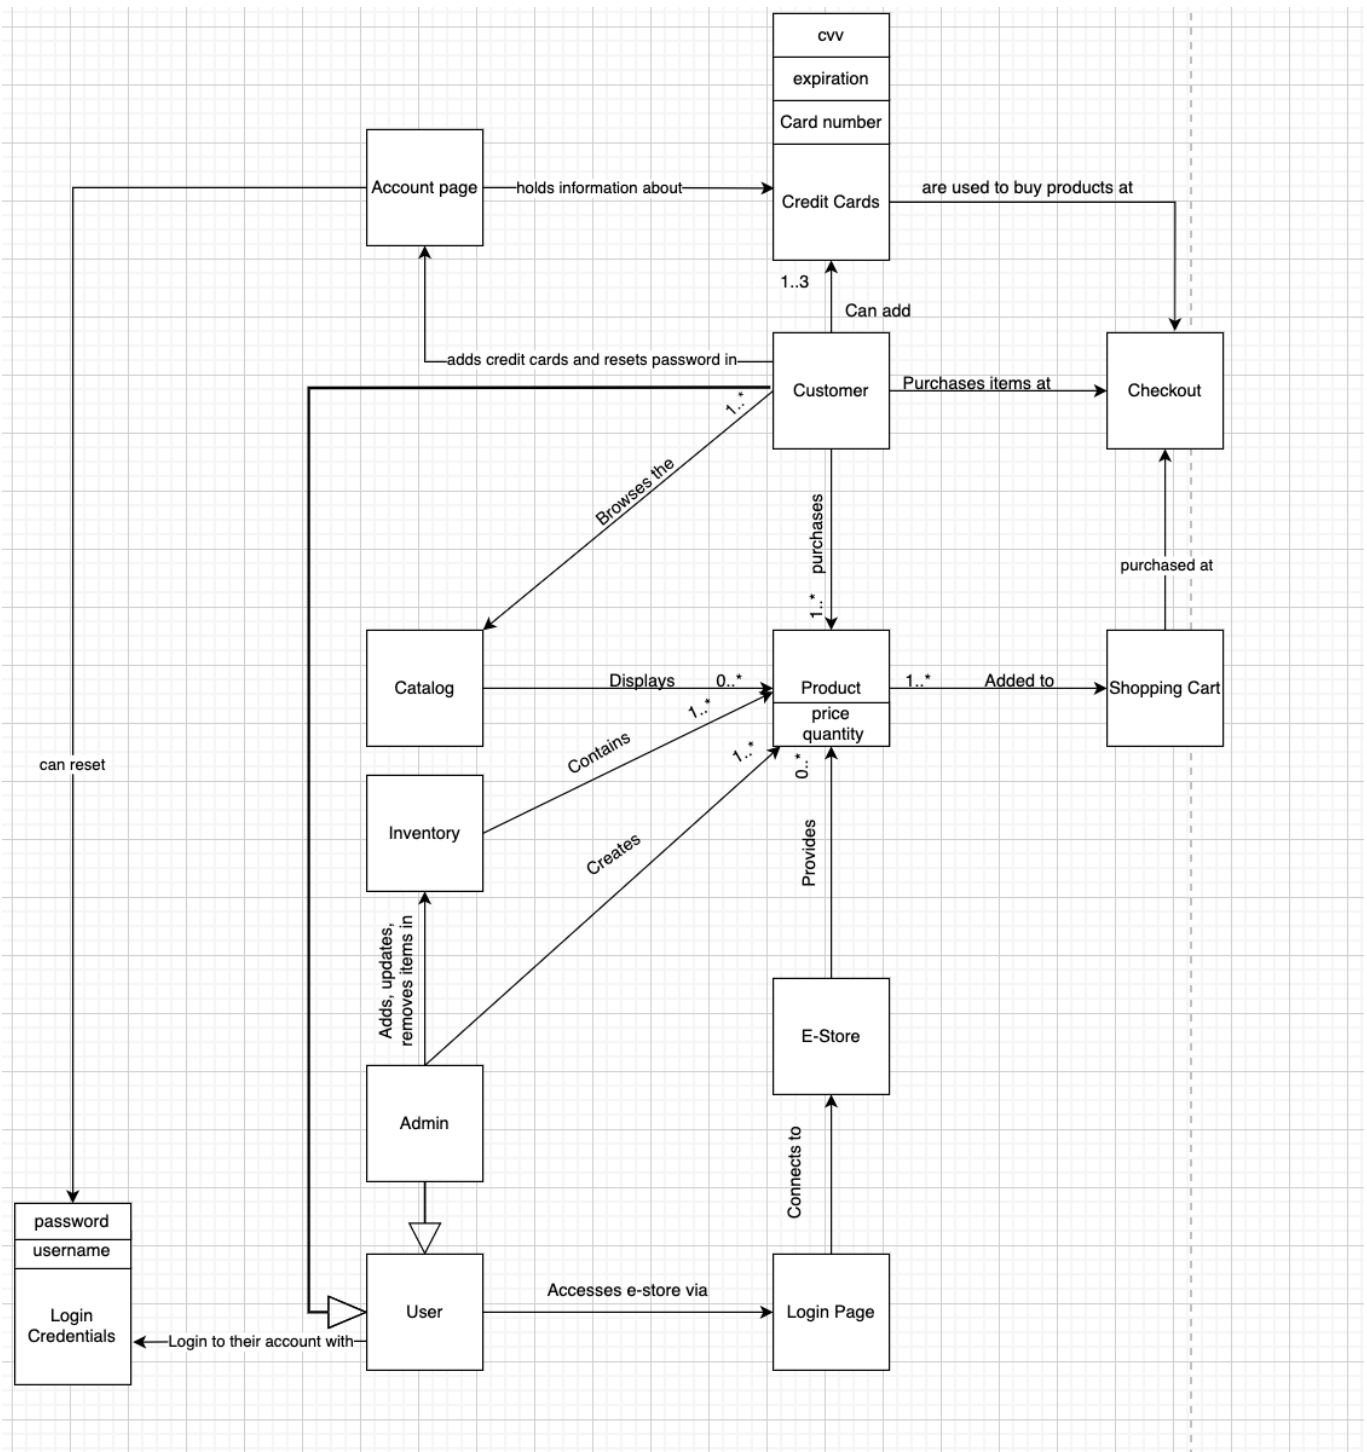 cvv
expiration
Card number
Account page
holds information about
Credit Cards
are used to buy products at
1..3
Can add
adds credit cards and resets password in
Customer
Purchases items at
Checkout
1..*
Browses the
purchases
1..*
purchased at
Catalog
Displays
0..*
Product
price
quantity
1..*
Added to
Shopping Cart
1..*
Contains
1..*
0..*
can reset
Inventory
Creates
Provides
Adds, updates,
removes items in
E-Store
Admin
Connects to
password
username
Login
Credentials
Login to their account with
User
Accesses e-store via
Login Page